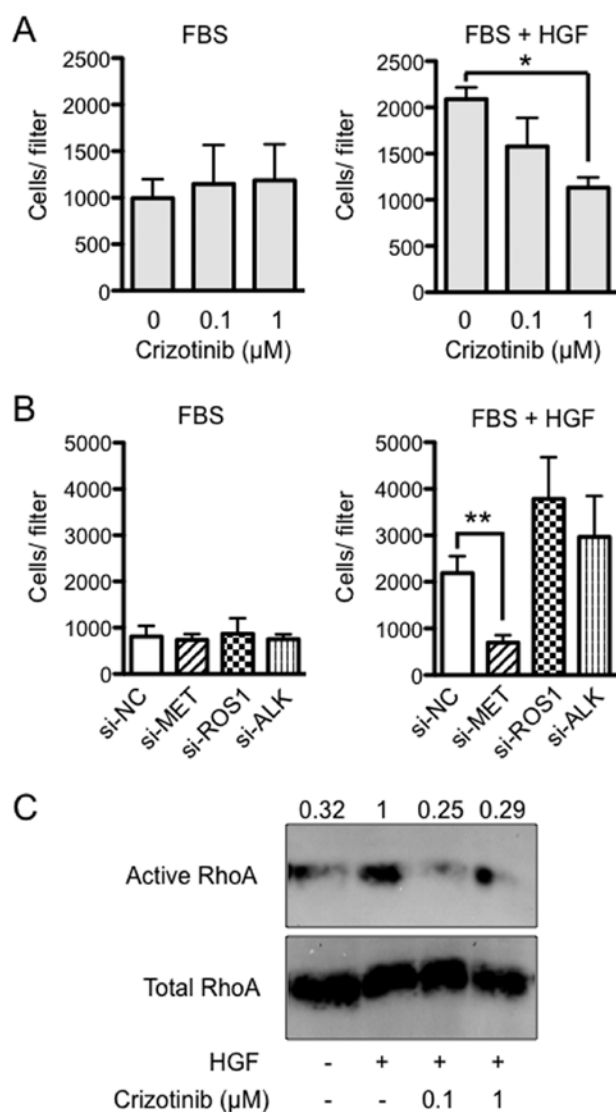 A
FBS
Cells/ filter
2500
2000
1500
1000
500
0
0 0.1 1
Crizotinib (µM)
FBS + HGF
*
Cells/ filter
2500
2000
1500
1000
500
0
0 0.1 1
Crizotinib (µM)
B
FBS
Cells/ filter
5000
4000
3000
2000
1000
0
si-NC si-MET si-ROS1 si-ALK
FBS + HGF
**
Cells/ filter
5000
4000
3000
2000
1000
0
si-NC si-MET si-ROS1 si-ALK
C
0.32 1 0.25 0.29
Active RhoA
Total RhoA
HGF - + + +
Crizotinib (µM) - - 0.1 1